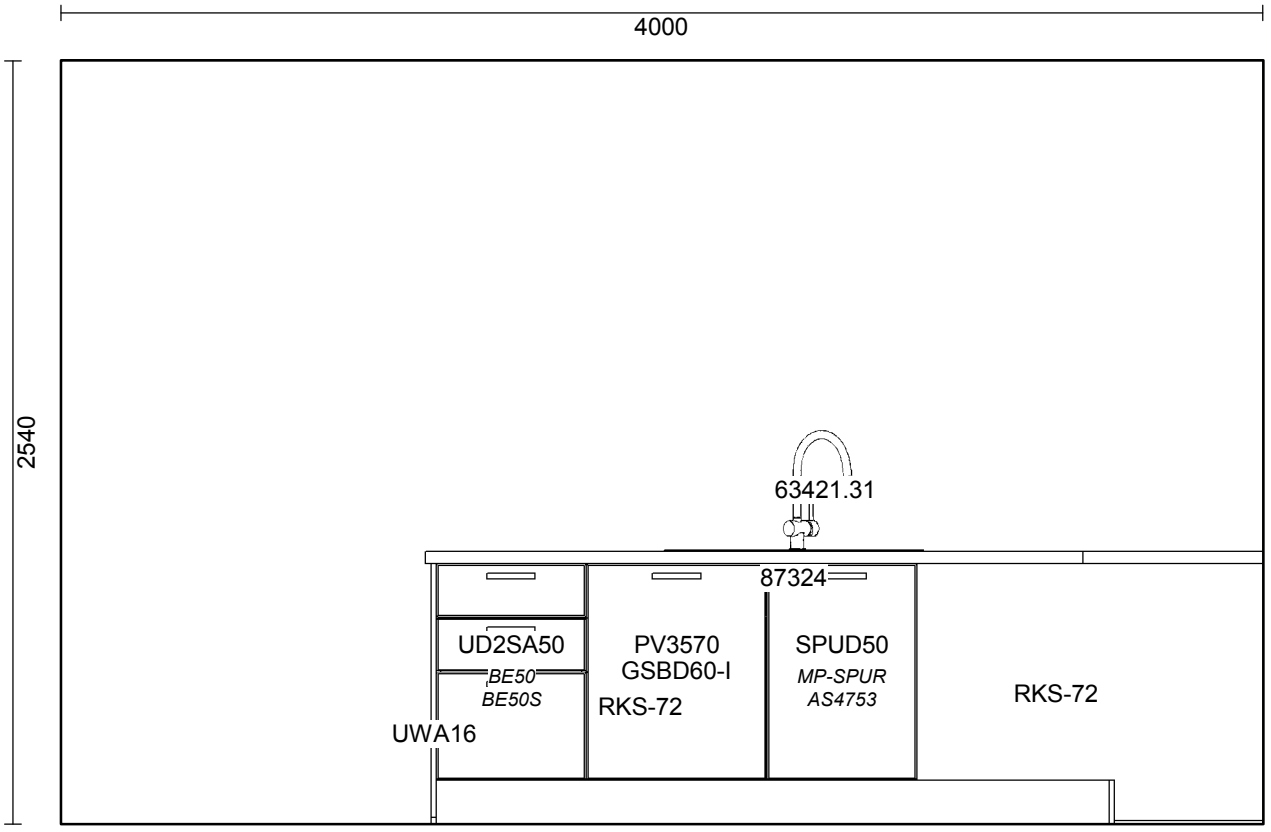 4000
2540
63421.31
87324
UD2SA50
BE50
BE50S
PV3570
GSBD60-I
RKS-72
SPUD50
MP-SPUR
AS4753
RKS-72
UWA16